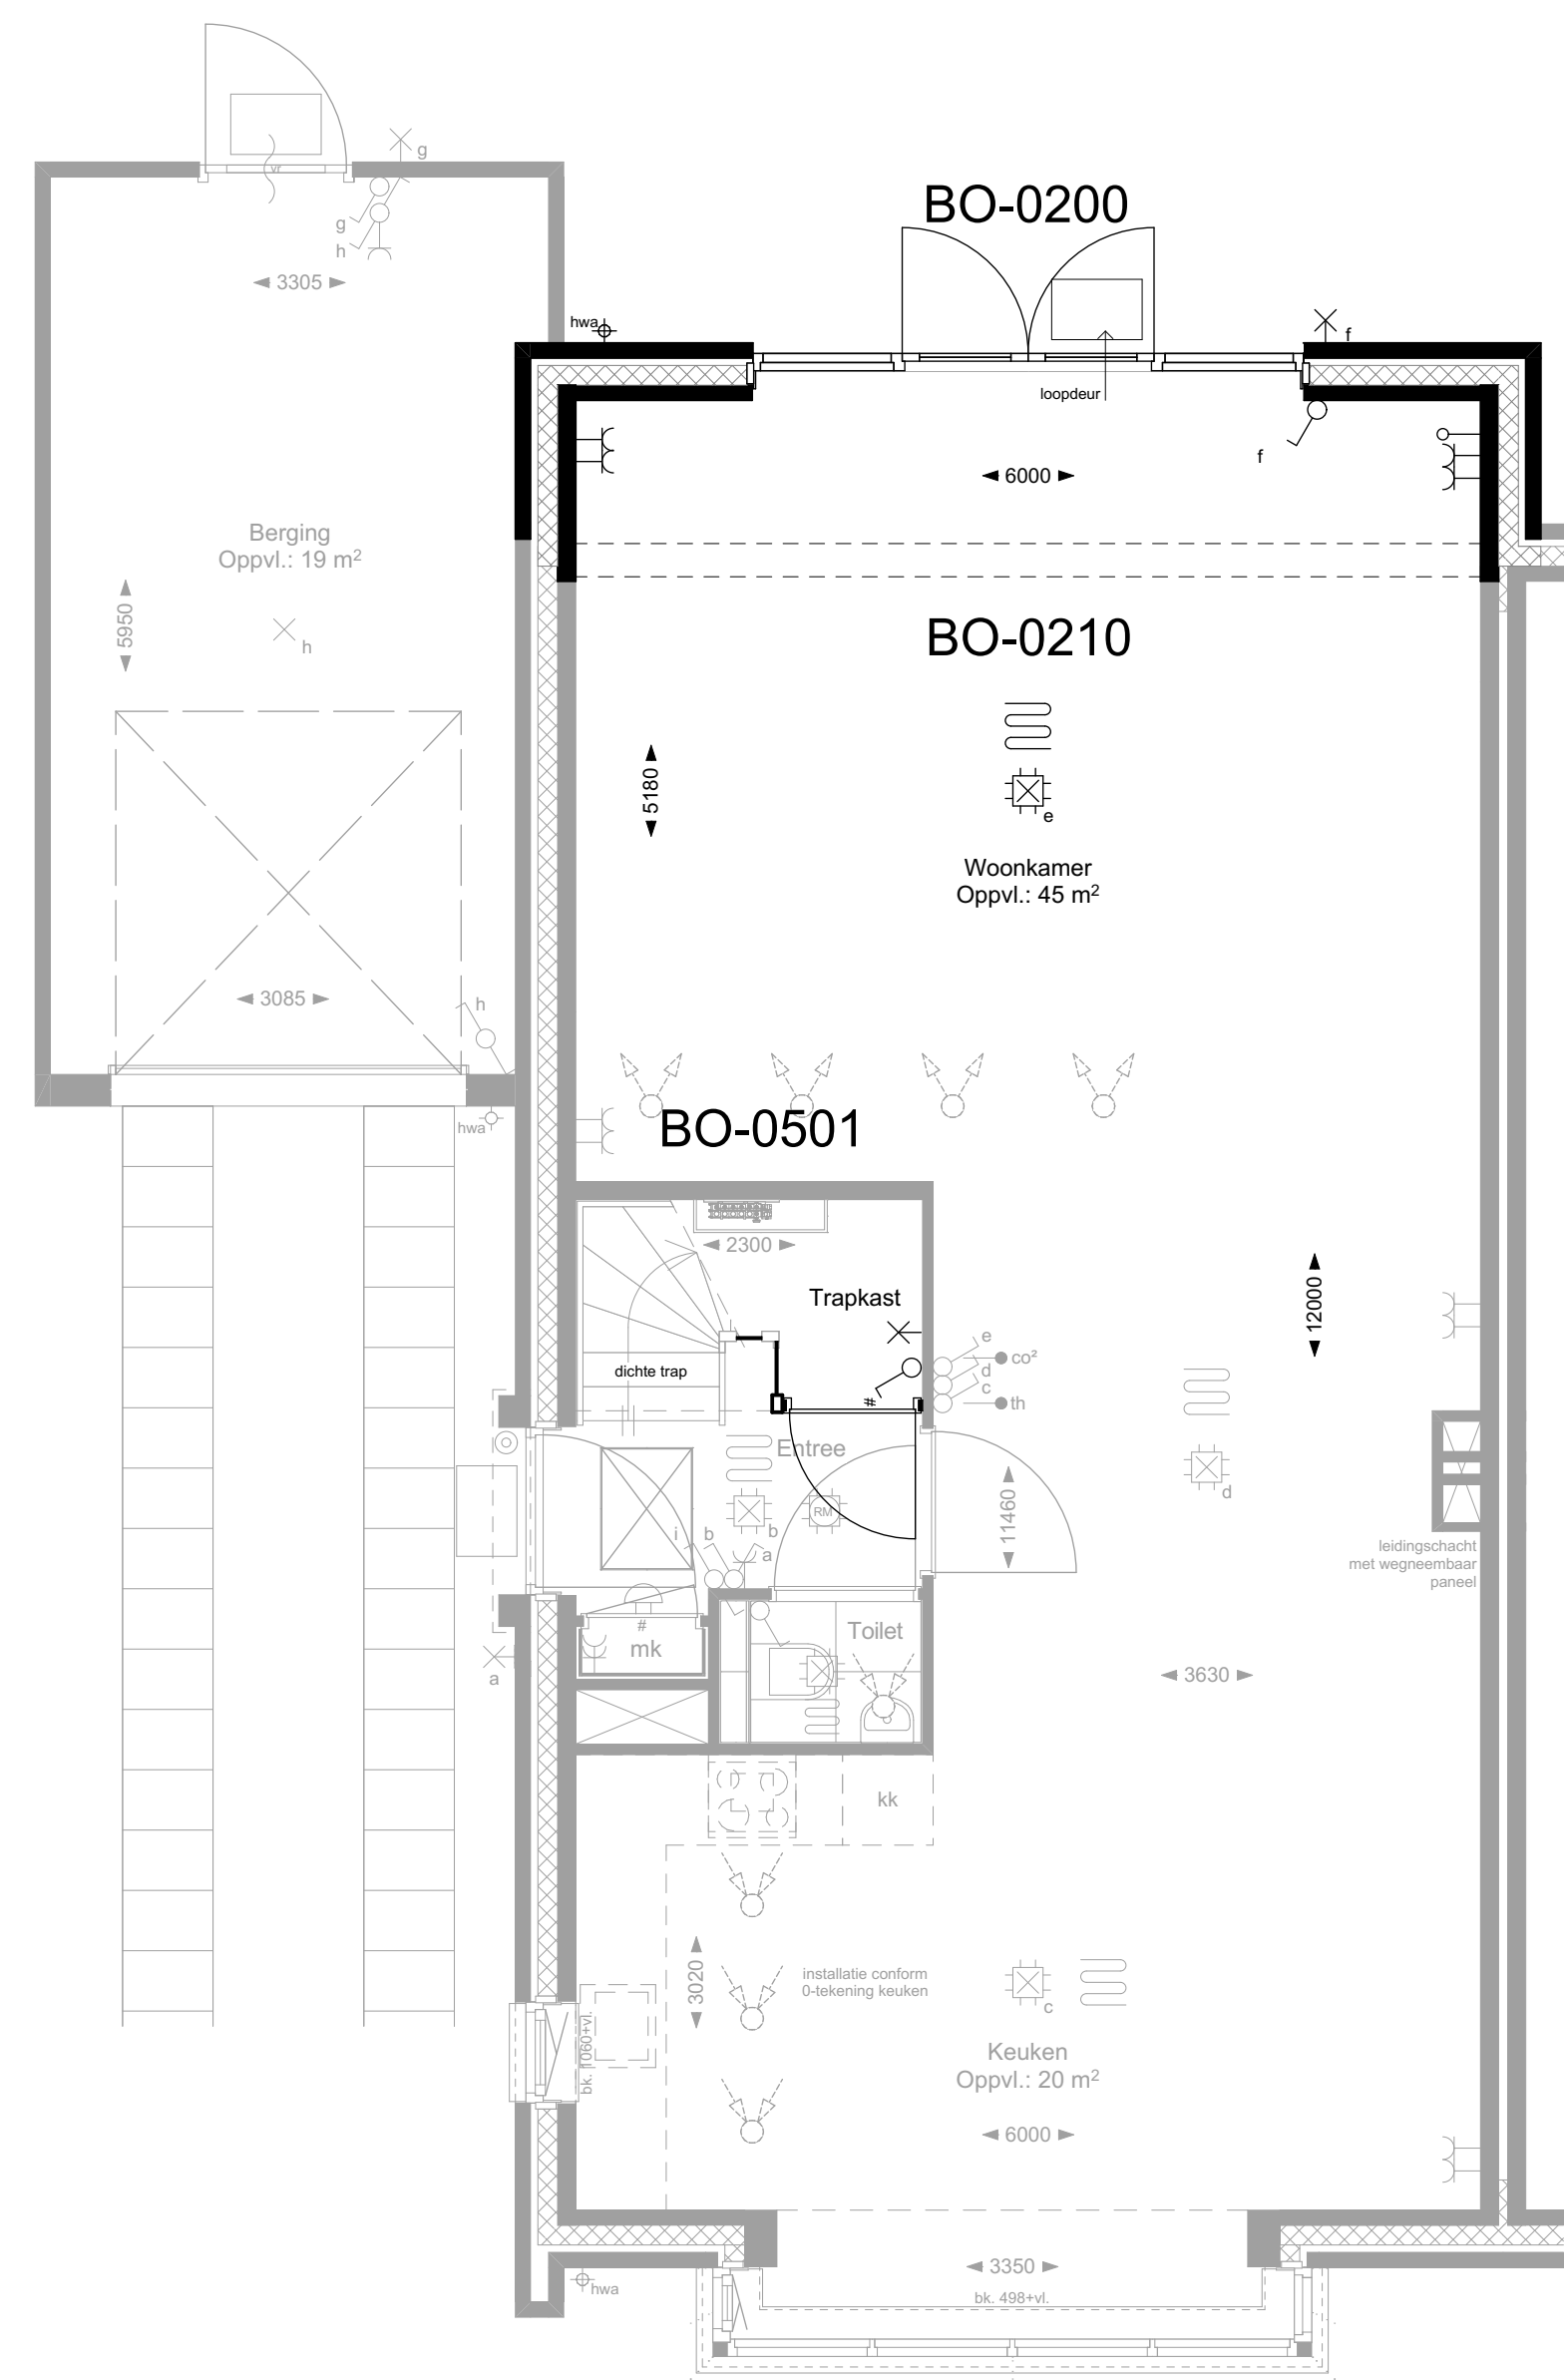 g
vr
g
h
3305
BO-0200
hwa
f
loopdeur
f
6000
Berging
Oppvl.: 19 m²
5950
h
BO-0210
5180
e
Woonkamer
Oppvl.: 45 m²
3085
h
hwa
BO-0501
2300
Trapkast
12000
e
co²
d
c
th
dichte trap
#
Entree
RM
11460
d
i
b
b
a
leidingschacht
met wegneembaar
paneel
#
mk
Toilet
a
3630
kk
3020
installatie conform
0-tekening keuken
c
bk. 1060+vl.
Keuken
Oppvl.: 20 m²
6000
3350
hwa
bk. 498+vl.